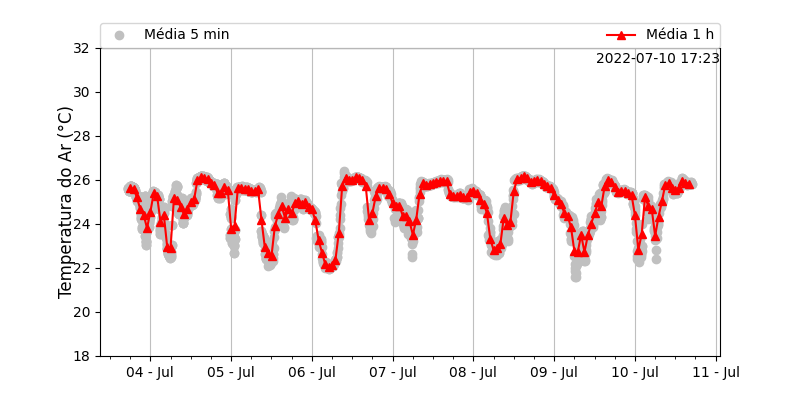 Média 5 min
Média 1 h
2022-07-10 17:23
Temperatura do Ar (°C)
32
30
28
26
24
22
20
18
04 - Jul
05 - Jul
06 - Jul
07 - Jul
08 - Jul
09 - Jul
10 - Jul
11 - Jul